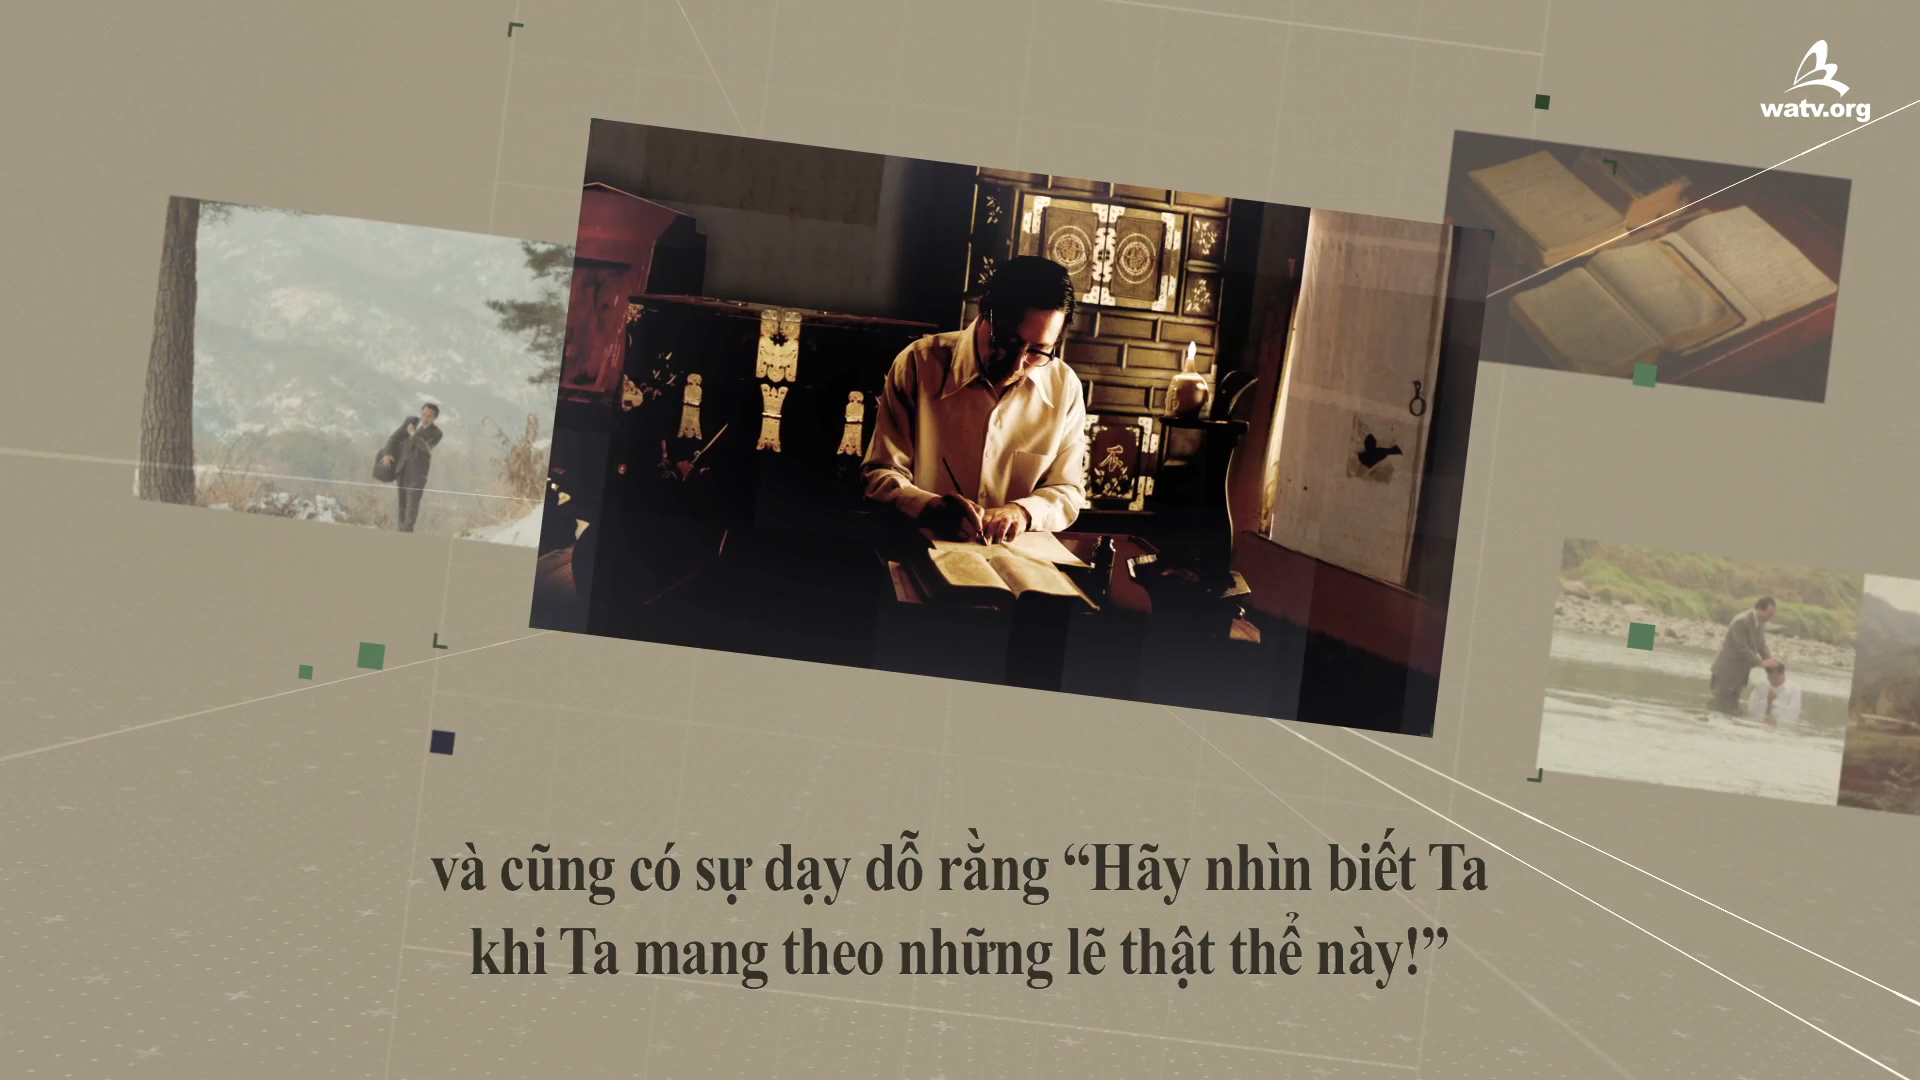 watv.org
và cũng có sự dạy dỗ rằng “Hãy nhìn biết Ta
khi Ta mang theo những lẽ thật thể này!”